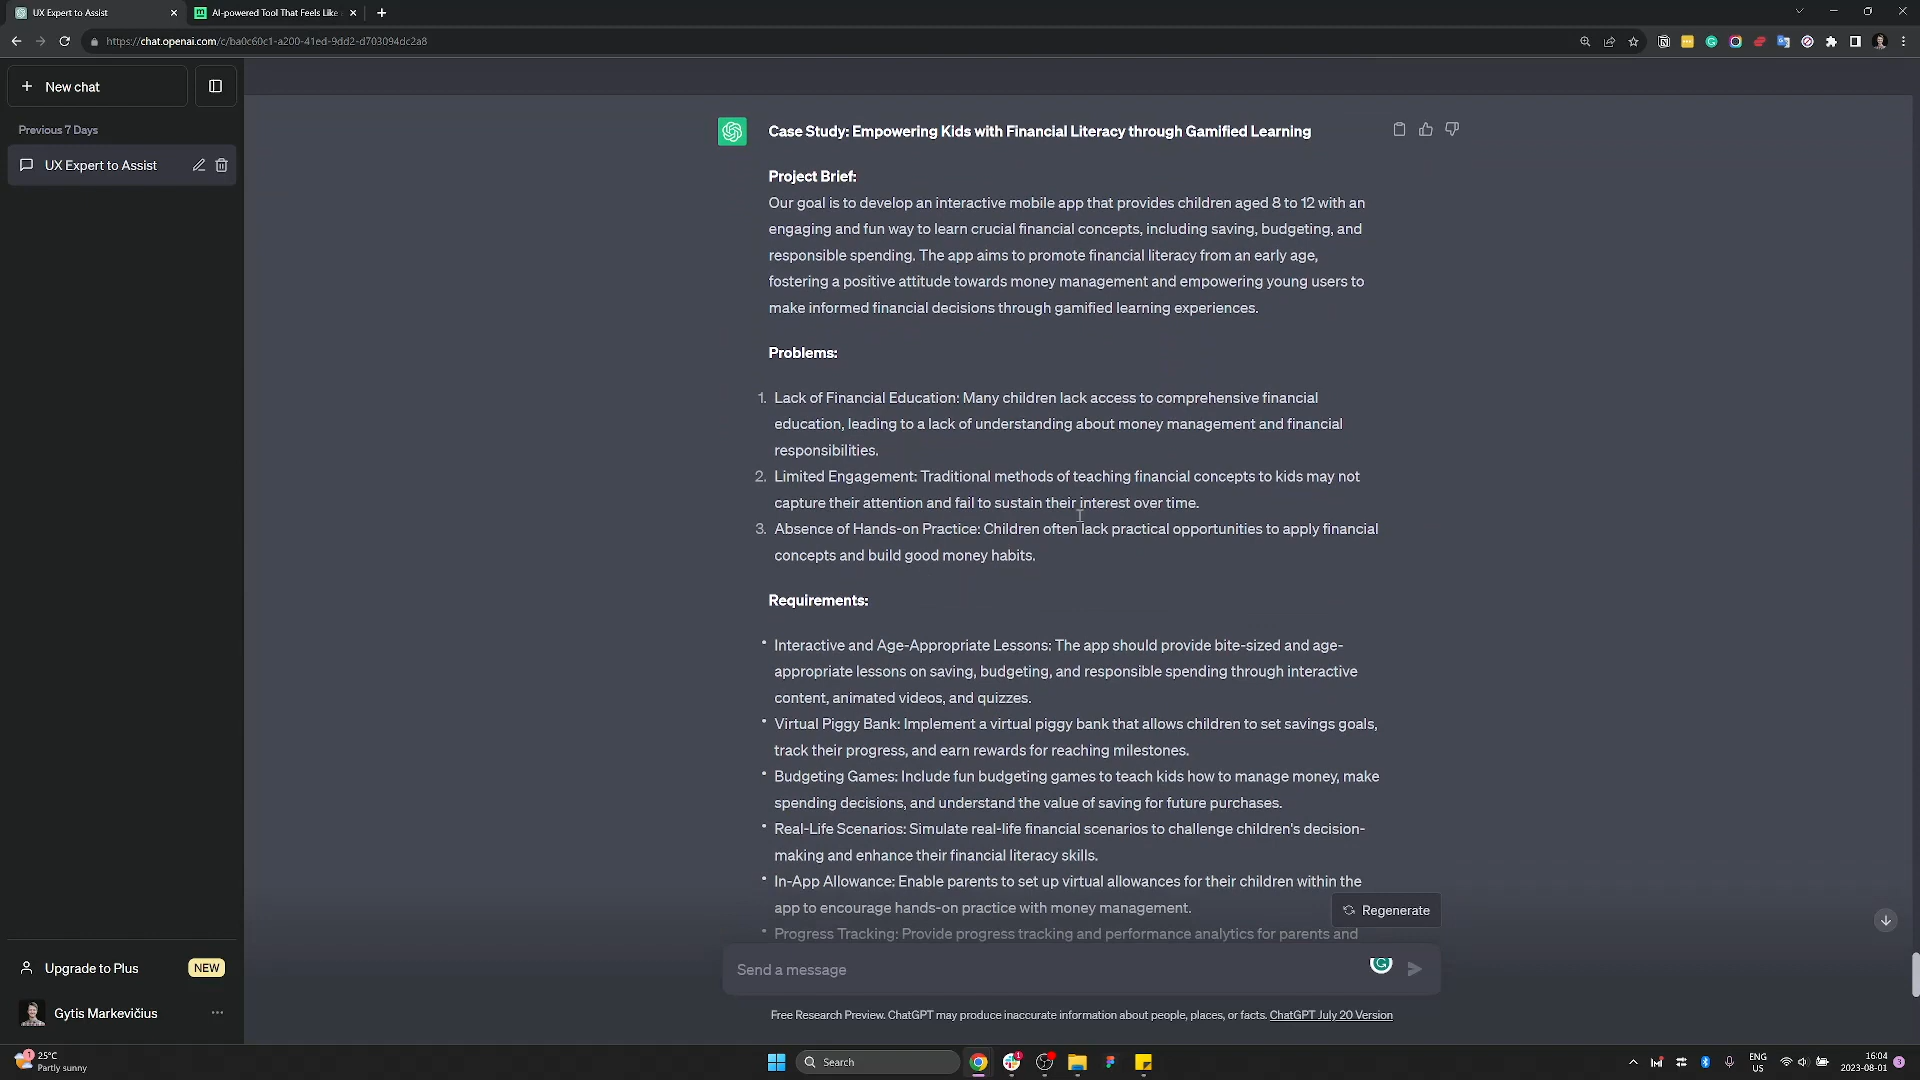 UX Expert to Assist
AI-powered Tool That Feels Like
https://chat.openai.com/c/ba0c60c1-a200-41ed-9dd2-d703094dc2a8
New chat
Previous 7 Days
UX Expert to Assist
Case Study: Empowering Kids with Financial Literacy through Gamified Learning
Project Brief:
Our goal is to develop an interactive mobile app that provides children aged 8 to 12 with an
engaging and fun way to learn crucial financial concepts, including saving, budgeting, and
responsible spending. The app aims to promote financial literacy from an early age,
fostering a positive attitude towards money management and empowering young users to
make informed financial decisions through gamified learning experiences.
Problems:
1. Lack of Financial Education: Many children lack access to comprehensive financial
education, leading to a lack of understanding about money management and financial
responsibilities.
2. Limited Engagement: Traditional methods of teaching financial concepts to kids may not
capture their attention and fail to sustain their interest over time.
3. Absence of Hands-on Practice: Children often lack practical opportunities to apply financial
concepts and build good money habits.
Requirements:
• Interactive and Age-Appropriate Lessons: The app should provide bite-sized and age-
appropriate lessons on saving, budgeting, and responsible spending through interactive
content, animated videos, and quizzes.
• Virtual Piggy Bank: Implement a virtual piggy bank that allows children to set savings goals,
track their progress, and earn rewards for reaching milestones.
• Budgeting Games: Include fun budgeting games to teach kids how to manage money, make
spending decisions, and understand the value of saving for future purchases.
• Real-Life Scenarios: Simulate real-life financial scenarios to challenge children's decision-
making and enhance their financial literacy skills.
• In-App Allowance: Enable parents to set up virtual allowances for their children within the
app to encourage hands-on practice with money management.
• Progress Tracking: Provide progress tracking and performance analytics for parents and
Regenerate
Send a message
Free Research Preview. ChatGPT may produce inaccurate information about people, places, or facts. ChatGPT July 20 Version
Upgrade to Plus
NEW
Gytis Markevičius
1
25°C
Partly sunny
Search
1
ENG
US
16:04
2023-08-01
3